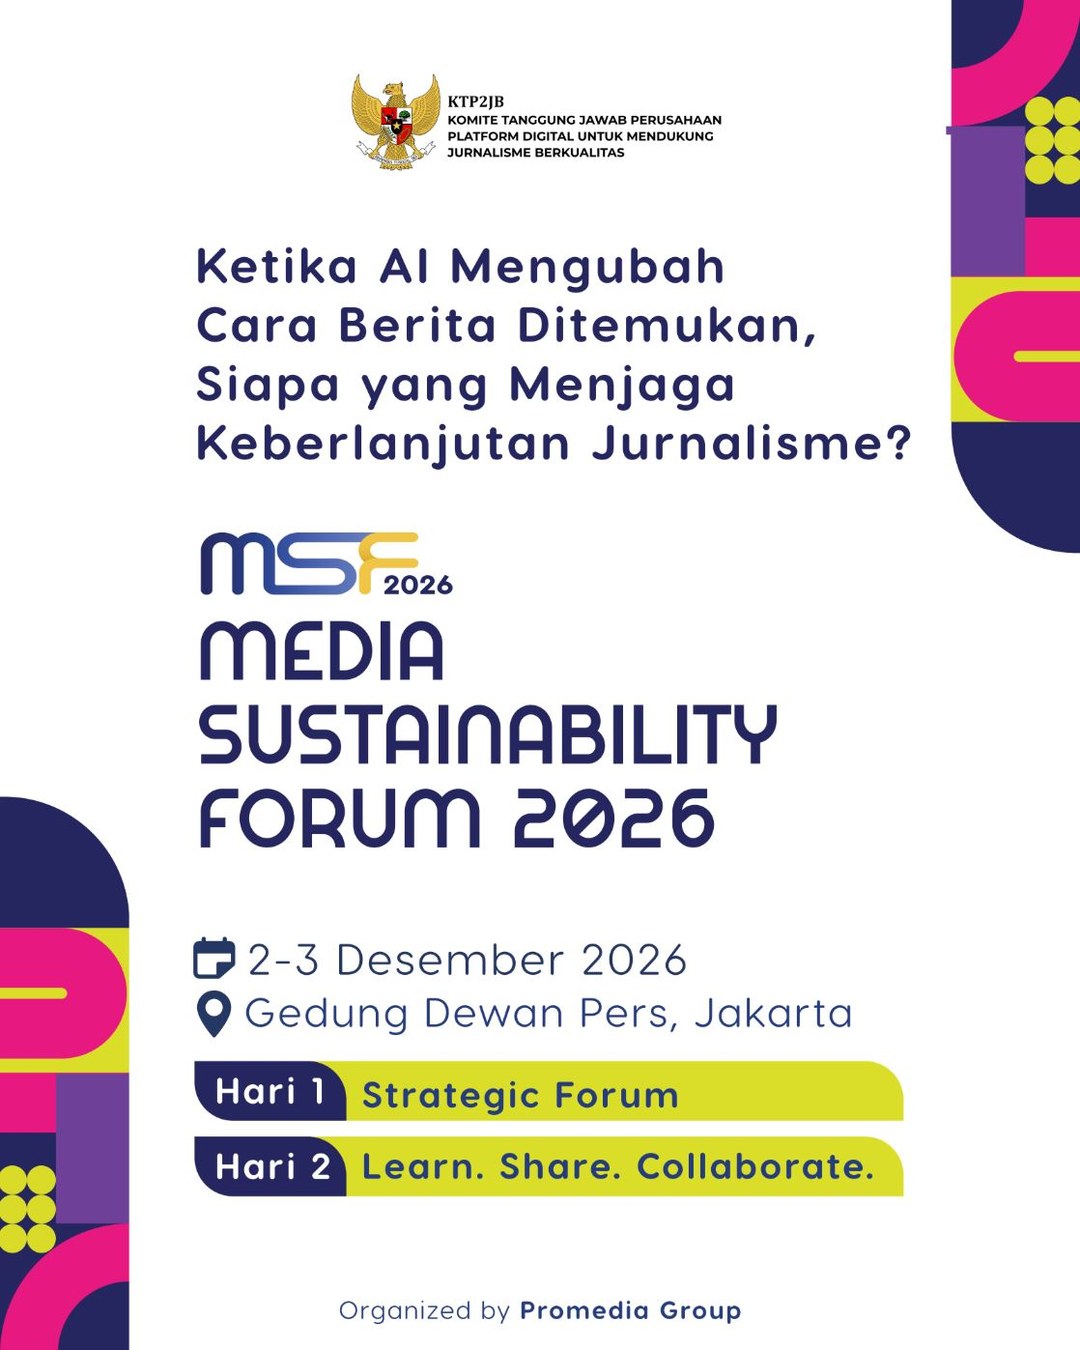 KTP2JB
KOMITE TANGGUNG JAWAB PERUSAHAAN
PLATFORM DIGITAL UNTUK MENDUKUNG
JURNALISME BERKUALITAS
Ketika AI Mengubah
Cara Berita Ditemukan,
Siapa yang Menjaga
Keberlanjutan Jurnalisme?
MSF 2026
MEDIA
SUSTAINABILITY
FORUM 2026
2-3 Desember 2026
Gedung Dewan Pers, Jakarta
Hari 1 Strategic Forum
Hari 2 Learn. Share. Collaborate.
Organized by Promedia Group